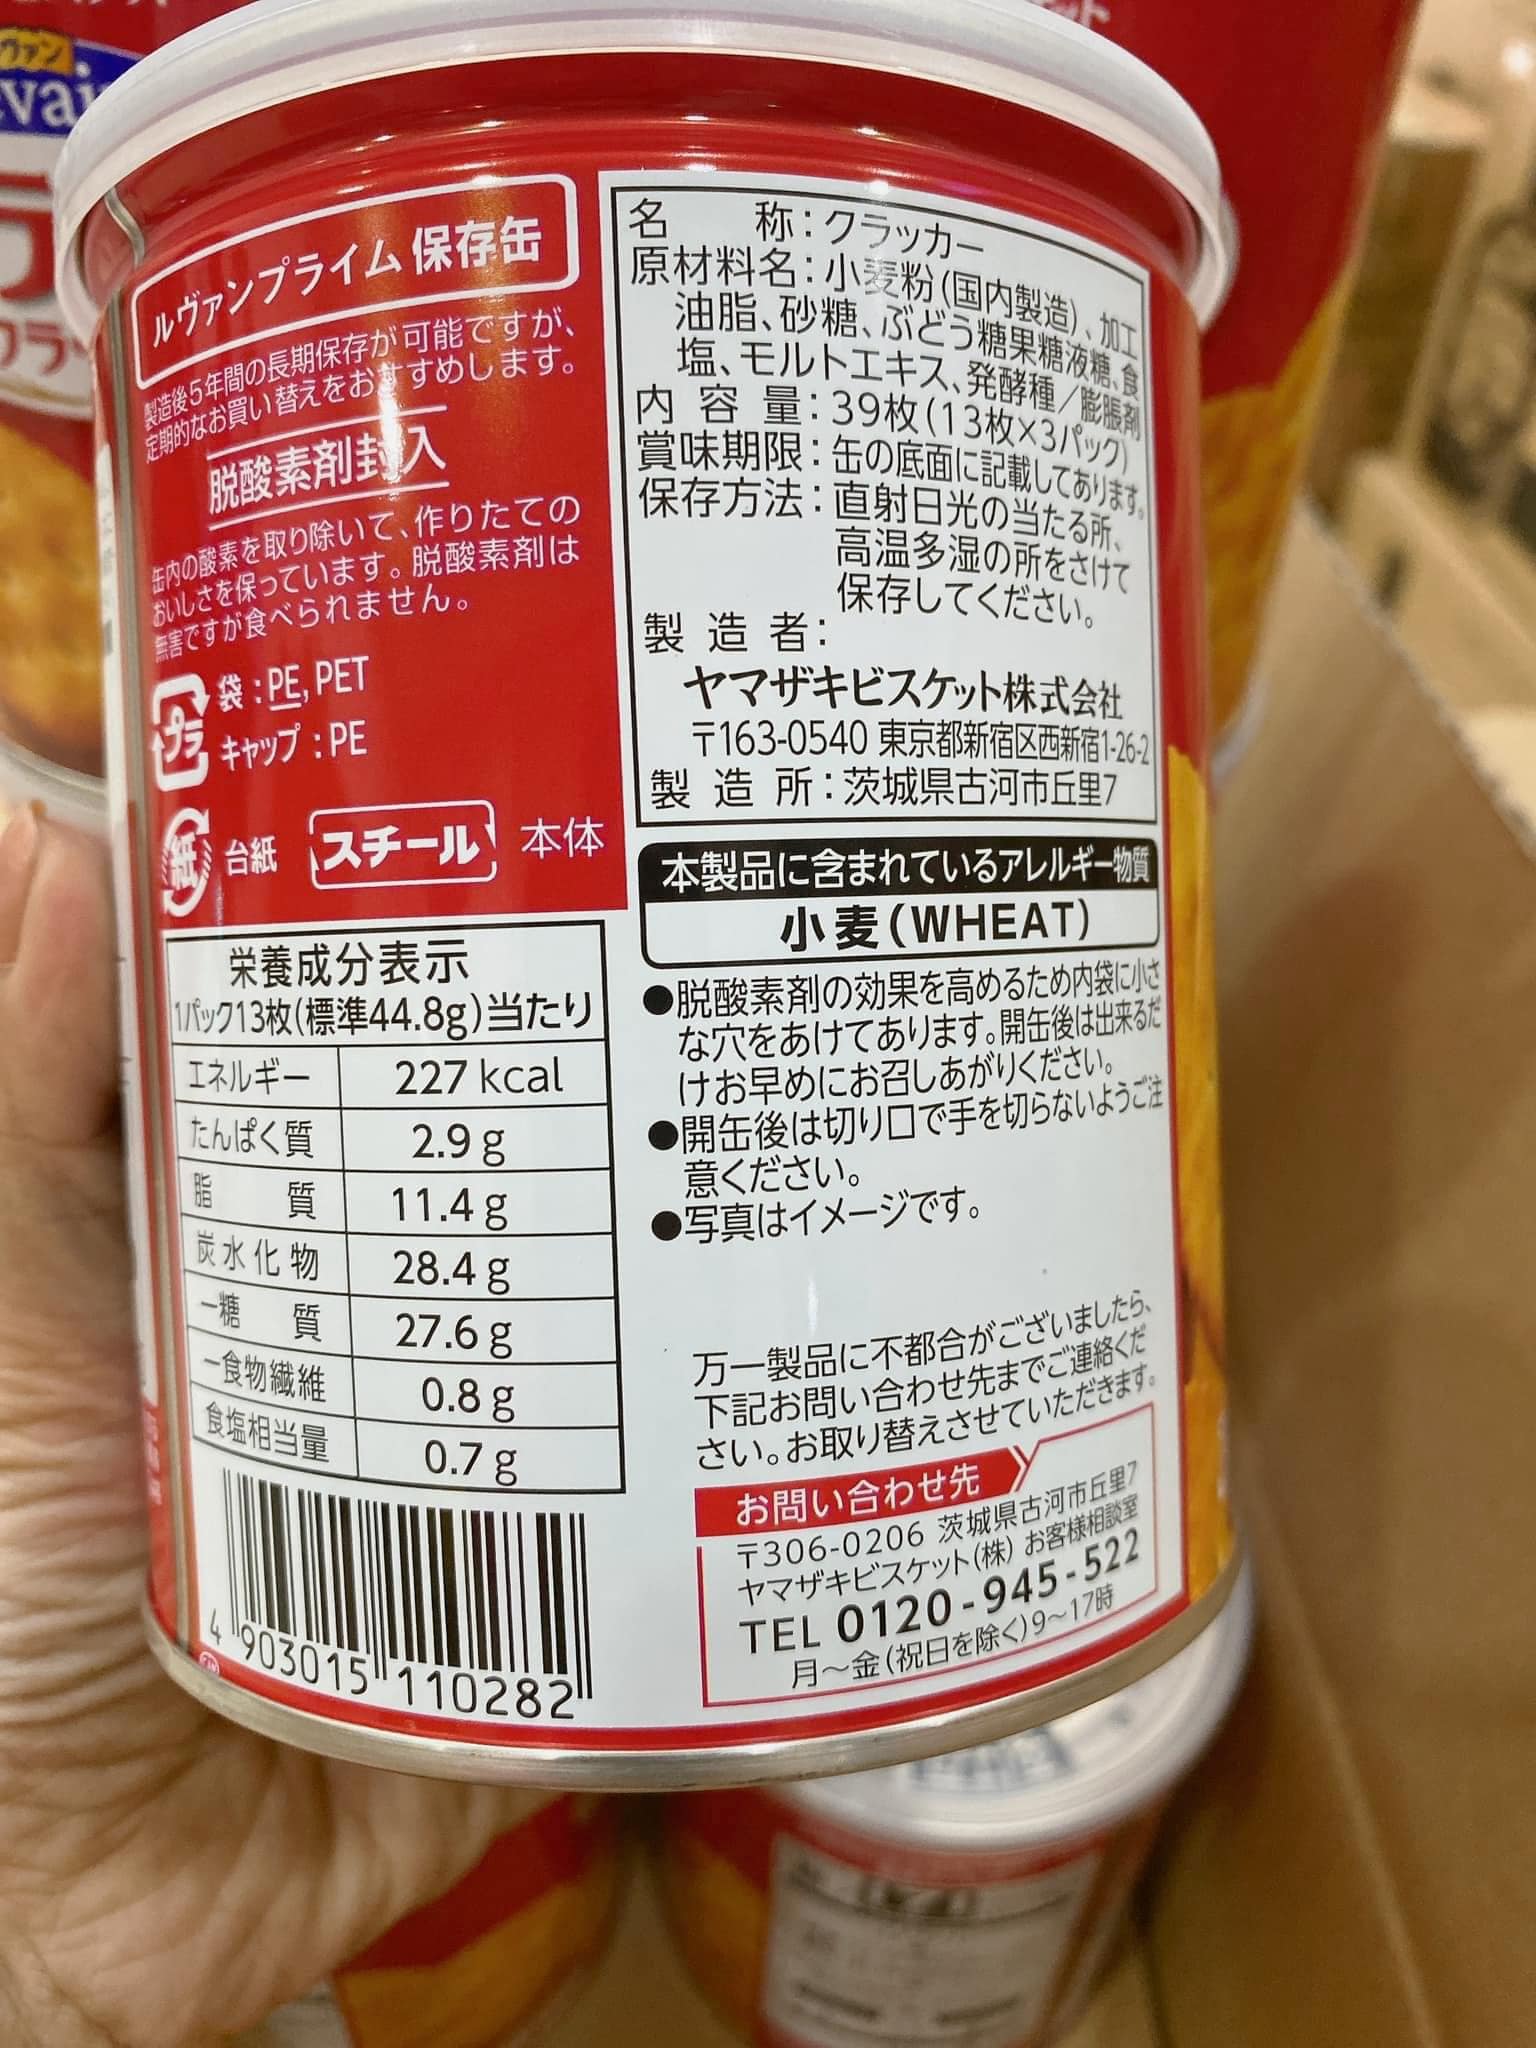 ルヴァンプライム 保存缶
製造後5年間の長期保存が可能ですが、
定期的なお買い替えをおすすめします。
脱酸素剤封入
缶内の酸素を取り除いて、作りたての
おいしさを保っています。脱酸素剤は
無害ですが食べられません。
プラ
袋:PE, PET
キャップ:PE
紙 台紙
スチール 本体
栄養成分表示
1パック13枚(標準44.8g)当たり
エネルギー 227 kcal
たんぱく質 2.9 g
脂質 11.4 g
炭水化物 28.4 g
-糖質 27.6 g
-食物繊維 0.8 g
食塩相当量 0.7 g
4 903015 110282
名称:クラッカー
原材料名:小麦粉(国内製造)、加工
油脂、砂糖、ぶどう糖果糖液糖、食
塩、モルトエキス、発酵種/膨脹剤
内容量:39枚(13枚×3パック)
賞味期限:缶の底面に記載してあります。
保存方法:直射日光の当たる所、
高温多湿の所をさけて
保存してください。
製造者:
ヤマザキビスケット株式会社
〒163-0540 東京都新宿区西新宿1-26-2
製造所:茨城県古河市丘里7
本製品に含まれているアレルギー物質
小麦(WHEAT)
●脱酸素剤の効果を高めるため内袋に小さ
な穴をあけてあります。開缶後は出来るだ
けお早めにお召しあがりください。
●開缶後は切り口で手を切らないようご注
意ください。
●写真はイメージです。
万一製品に不都合がございましたら、
下記お問い合わせ先までご連絡くだ
さい。お取り替えさせていただきます。
お問い合わせ先
〒306-0206 茨城県古河市丘里7
ヤマザキビスケット(株) お客様相談室
TEL 0120-945-522
月〜金(祝日を除く)9〜17時